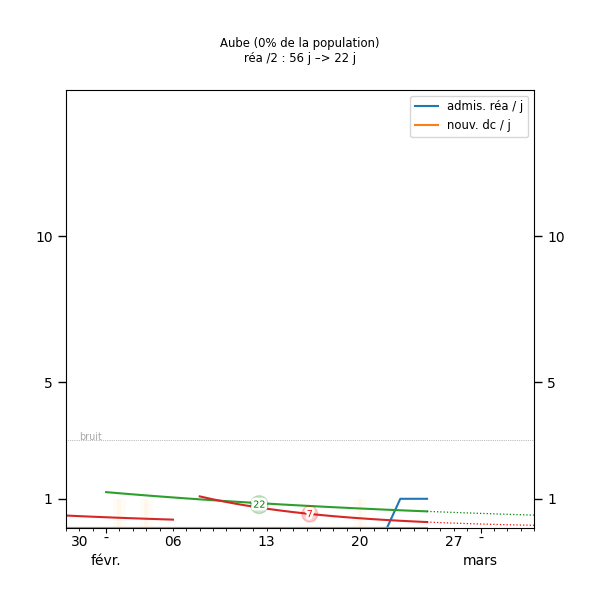 Aube (0% de la population)
réa /2 : 56 j –> 22 j
admis. réa / j
nouv. dc / j
10
10
5
5
bruit
1
1
22
7
30
-
06
13
20
27
-
févr.
mars